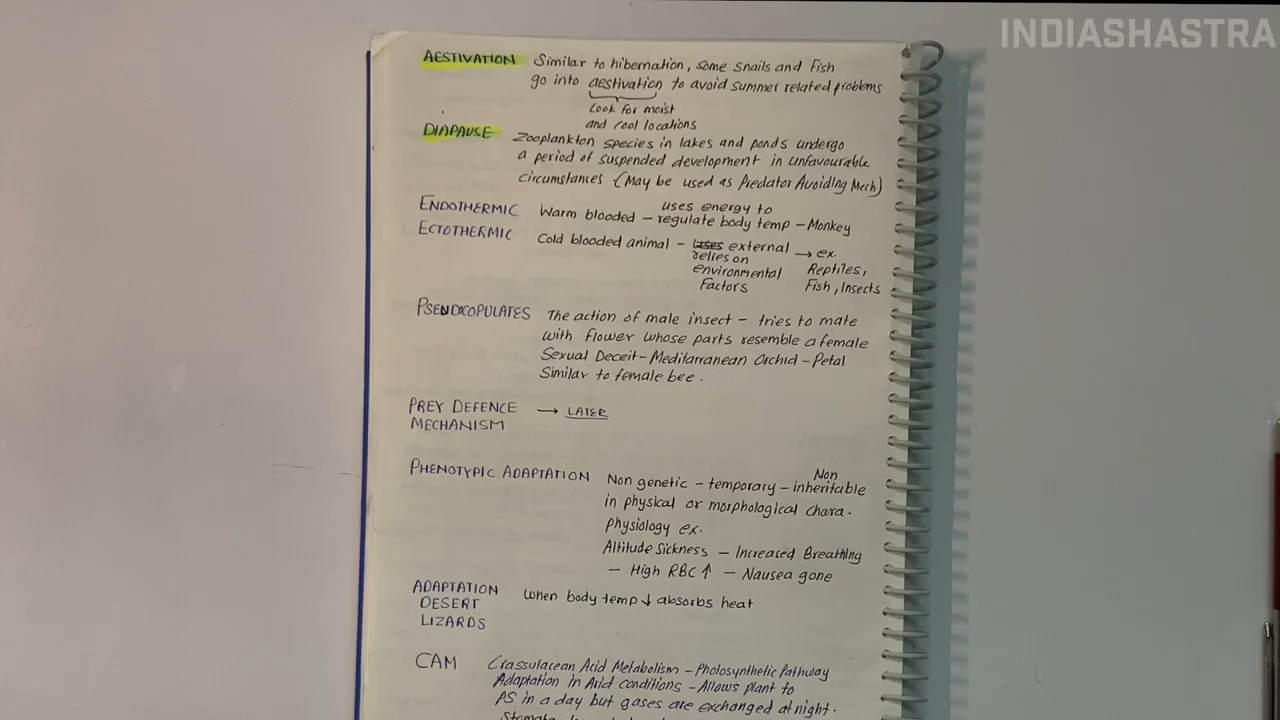 INDIASHASTRA
AESTIVATION Similar to hibernation, some snails and Fish
go into aestivation to avoid summer related problems
Look for moist
and cool locations
DIAPAUSE Zooplankton species in lakes and ponds undergo
a period of suspended development in unfavourable
circumstances (May be used as Predator Avoiding Mech)
uses energy to
ENDOTHERMIC Warm blooded – regulate body temp – Monkey
ECTOTHERMIC Cold blooded animal – uses external → ex.
relies on
environmental Reptiles,
Factors Fish, Insects
PSENDICOPULATES The action of male insect – tries to mate
with flower whose parts resemble a female
Sexual Deceit – Meditarranean Orchid – Petal
Similar to female bee.
PREY DEFENCE → LATER
MECHANISM
Non
PHENOTYPIC ADAPTATION Non genetic – temporary – inheritable
in physical or morphological chara.
Physiology ex.
Altitude Sickness – Increased Breathing
– High RBC ↑ – Nausea gone
ADAPTATION When body temp ↓ absorbs heat
DESERT
LIZARDS
CAM Crassulacean Acid Metabolism – Photosynthetic Pathway
Adaptation in Arid conditions – Allows plant to
PS in a day but gases are exchanged at night.